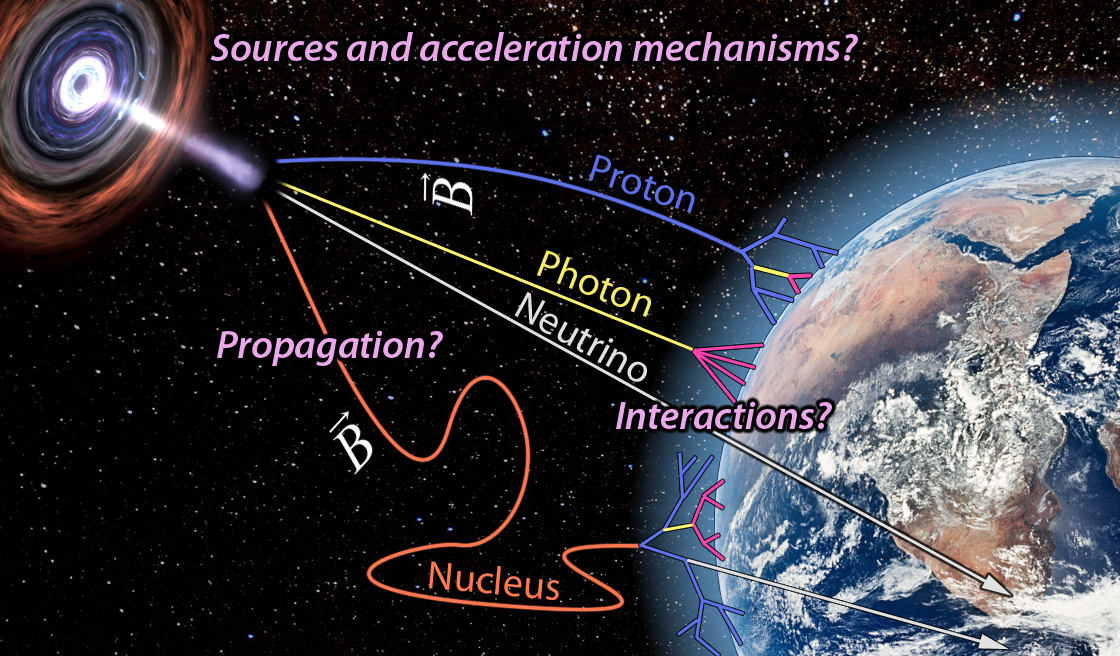 Sources and acceleration mechanisms?
Proton
B
Photon
Neutrino
Propagation?
Interactions?
B
Nucleus